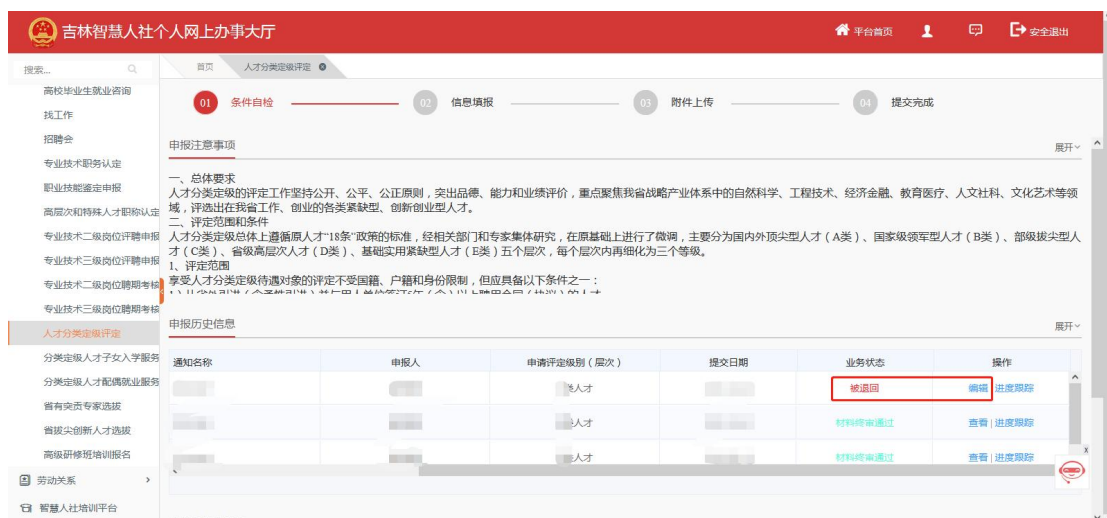 吉林智慧人社个人网上办事大厅
平台首页
安全退出
搜索...
首页
人才分类定级评定
高校毕业生就业咨询
找工作
招聘会
专业技术职务认定
职业技能鉴定申报
高层次和特殊人才职称认定
专业技术二级岗位评聘申报
专业技术三级岗位评聘申报
专业技术二级岗位聘期考核
专业技术三级岗位聘期考核
人才分类定级评定
分类定级人才子女入学服务
分类定级人才配偶就业服务
省有突贡专家选拔
省拔尖创新人才选拔
高级研修班培训报名
劳动关系
智慧人社培训平台
01 条件自检
02 信息填报
03 附件上传
04 提交完成
申报注意事项
展开
一、总体要求
人才分类定级的评定工作坚持公开、公平、公正原则，突出品德、能力和业绩评价，重点聚焦我省战略产业体系中的自然科学、工程技术、经济金融、教育医疗、人文社科、文化艺术等领
域，评选出在我省工作、创业的各类紧缺型、创新创业型人才。
二、评定范围和条件
人才分类定级总体上遵循原人才“18条”政策的标准，经相关部门和专家集体研究，在原基础上进行了微调，主要分为国内外顶尖型人才（A类）、国家级领军型人才（B类）、部级拔尖型人
才（C类）、省级高层次人才（D类）、基础实用紧缺型人才（E类）五个层次，每个层次内再细化为三个等级。
1、评定范围
享受人才分类定级待遇对象的评定不受国籍、户籍和身份限制，但应具备以下条件之一：
申报历史信息
展开
通知名称 申报人 申请评定级别（层次） 提交日期 业务状态 操作
人才 被退回 编辑 进度跟踪
人才 材料终审通过 查看 | 进度跟踪
人才 材料终审通过 查看 | 进度跟踪